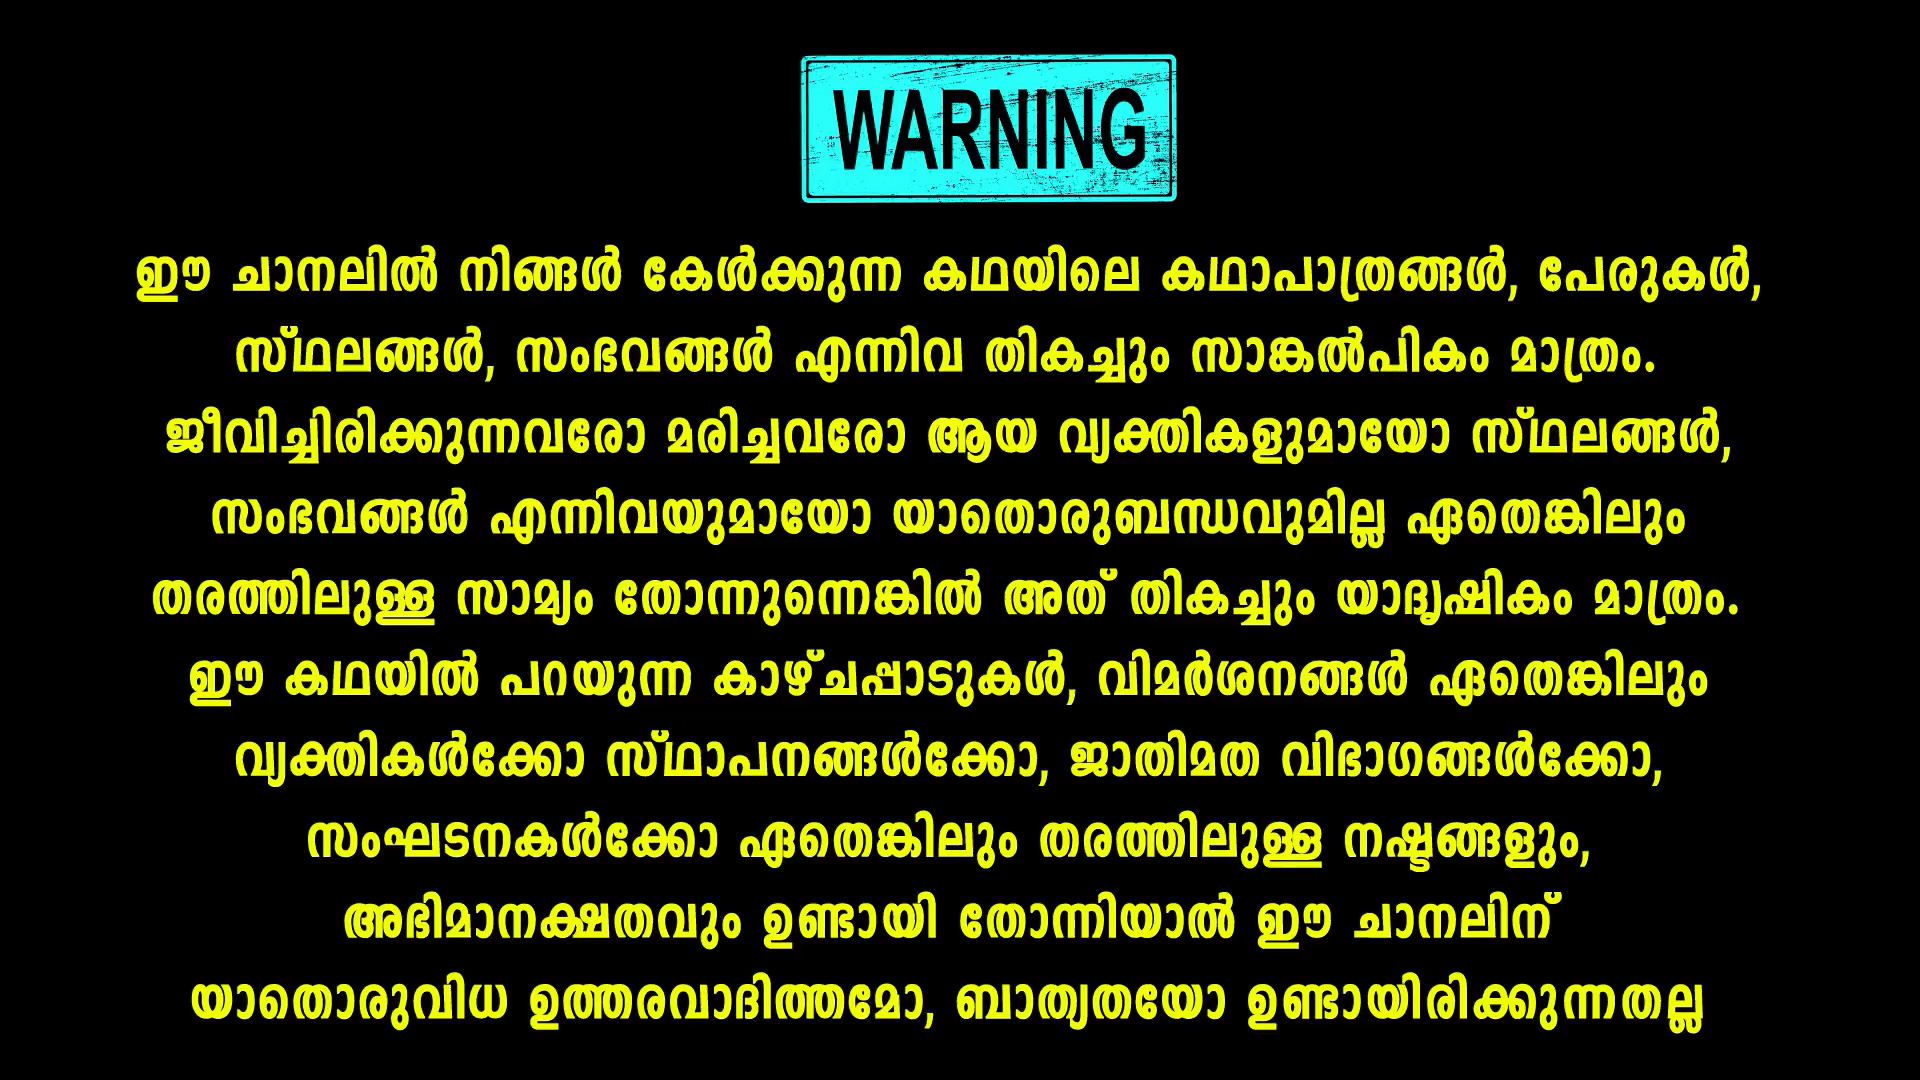 WARNING
ഈ ചാനലിൽ നിങ്ങൾ കേൾക്കുന്ന കഥയിലെ കഥാപാത്രങ്ങൾ, പേരുകൾ,
സ്ഥലങ്ങൾ, സംഭവങ്ങൾ എന്നിവ തികച്ചും സാങ്കൽപികം മാത്രം.
ജീവിച്ചിരിക്കുന്നവരോ മരിച്ചവരോ ആയ വ്യക്തികളുമായോ സ്ഥലങ്ങൾ,
സംഭവങ്ങൾ എന്നിവയുമായോ യാതൊരുബന്ധവുമില്ല ഏതെങ്കിലും
തരത്തിലുള്ള സാമ്യം തോന്നുന്നെങ്കിൽ അത് തികച്ചും യാദൃഷികം മാത്രം.
ഈ കഥയിൽ പറയുന്ന കാഴ്ചപ്പാടുകൾ, വിമർശനങ്ങൾ ഏതെങ്കിലും
വ്യക്തികൾക്കോ സ്ഥാപനങ്ങൾക്കോ, ജാതിമത വിഭാഗങ്ങൾക്കോ,
സംഘടനകൾക്കോ ഏതെങ്കിലും തരത്തിലുള്ള നഷ്ടങ്ങളും,
അഭിമാനക്ഷതവും ഉണ്ടായി തോന്നിയാൽ ഈ ചാനലിന്
യാതൊരുവിധ ഉത്തരവാദിത്തമോ, ബാത്യതയോ ഉണ്ടായിരിക്കുന്നതല്ല